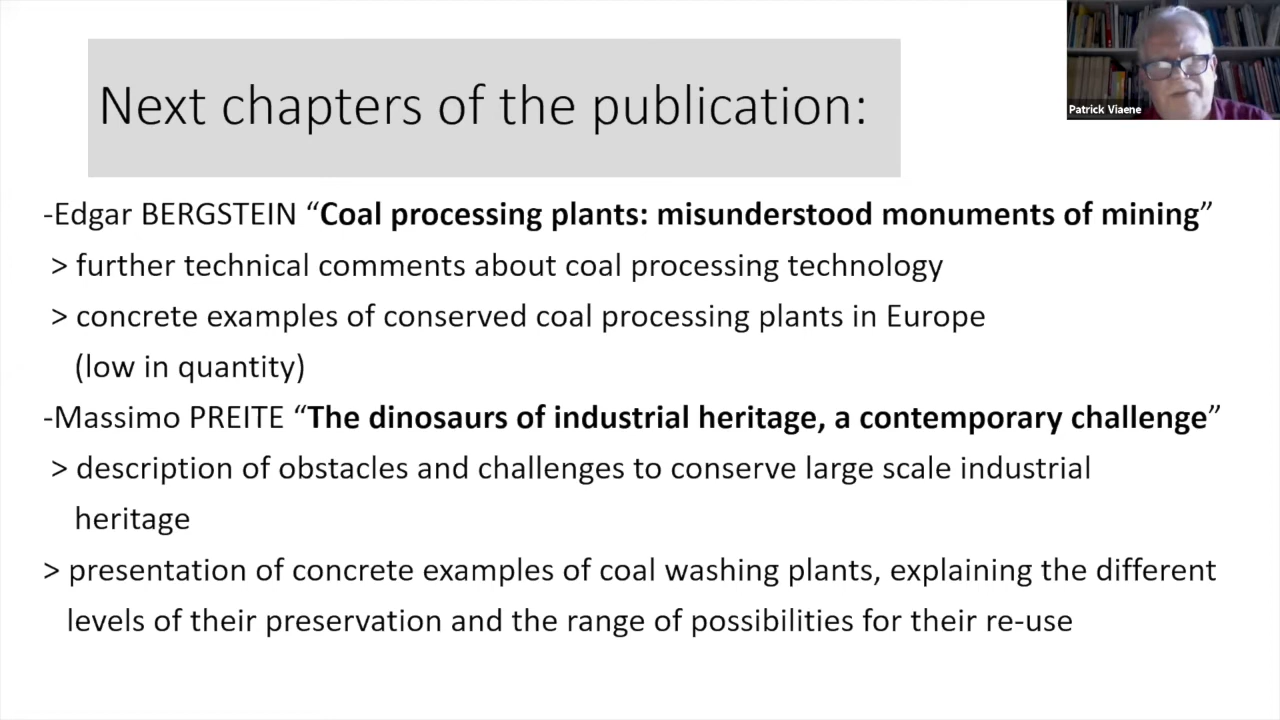 Next chapters of the publication:
Patrick Viaene
-Edgar BERGSTEIN “Coal processing plants: misunderstood monuments of mining”
> further technical comments about coal processing technology
> concrete examples of conserved coal processing plants in Europe
(low in quantity)
-Massimo PREITE “The dinosaurs of industrial heritage, a contemporary challenge”
> description of obstacles and challenges to conserve large scale industrial
heritage
> presentation of concrete examples of coal washing plants, explaining the different
levels of their preservation and the range of possibilities for their re-use